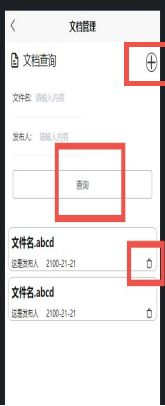 文档管理
文档查询
文件名: 请输入内容
发布人: 请输入内容
查询
文件名.abcd
这是发布人 2100-21-21
文件名.abcd
这是发布人 2100-21-21